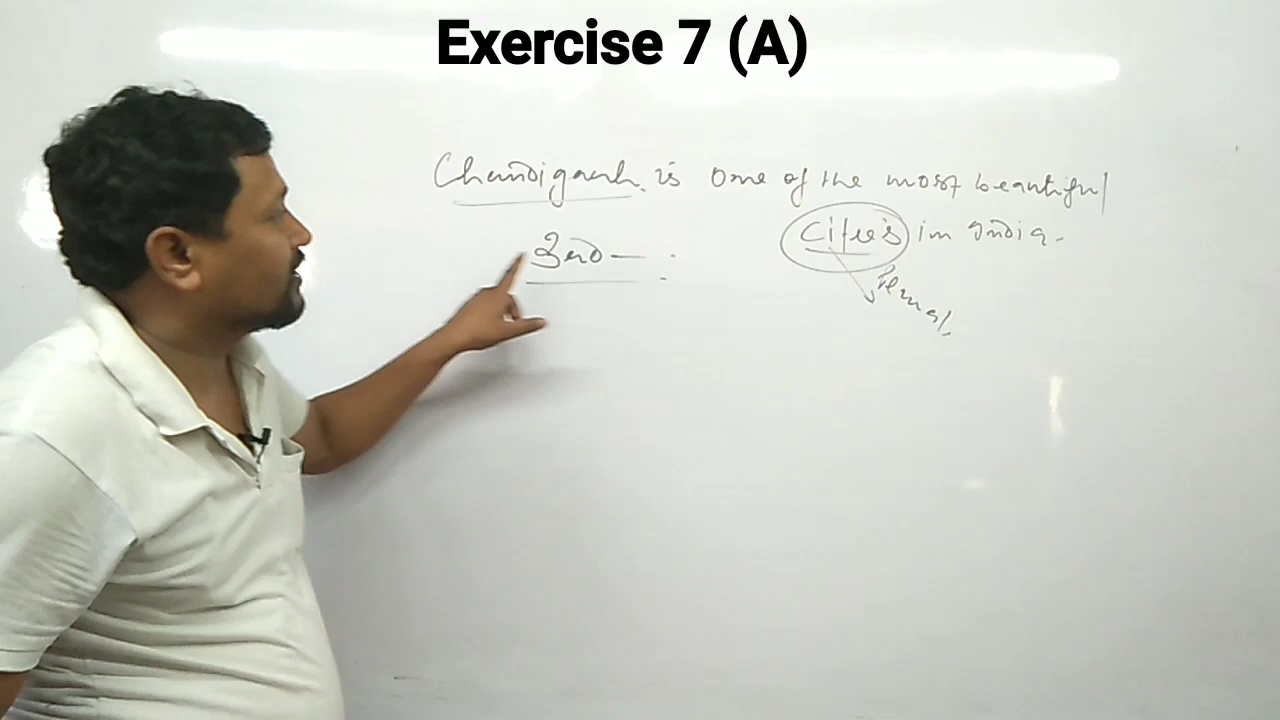 Exercise 7 (A)
Chandigarh is one of the most beautiful
Cities in India.